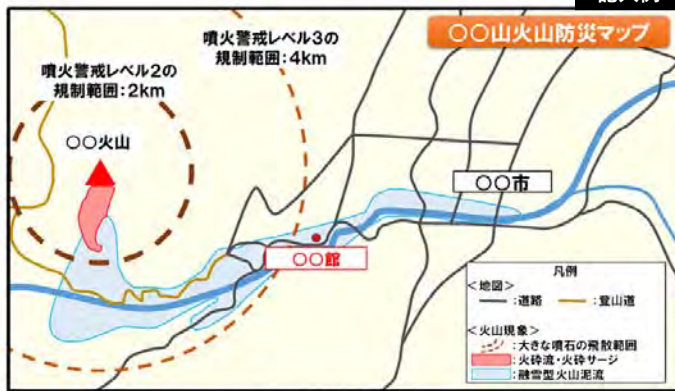 ○○山火山防災マップ
噴火警戒レベル3の
規制範囲:4km
噴火警戒レベル2の
規制範囲:2km
○○火山
○○市
○○館
凡例
<地図>
:道路
:登山道
<火山現象>
:大きな噴石の飛散範囲
:火砕流・火砕サージ
:融雪型火山泥流